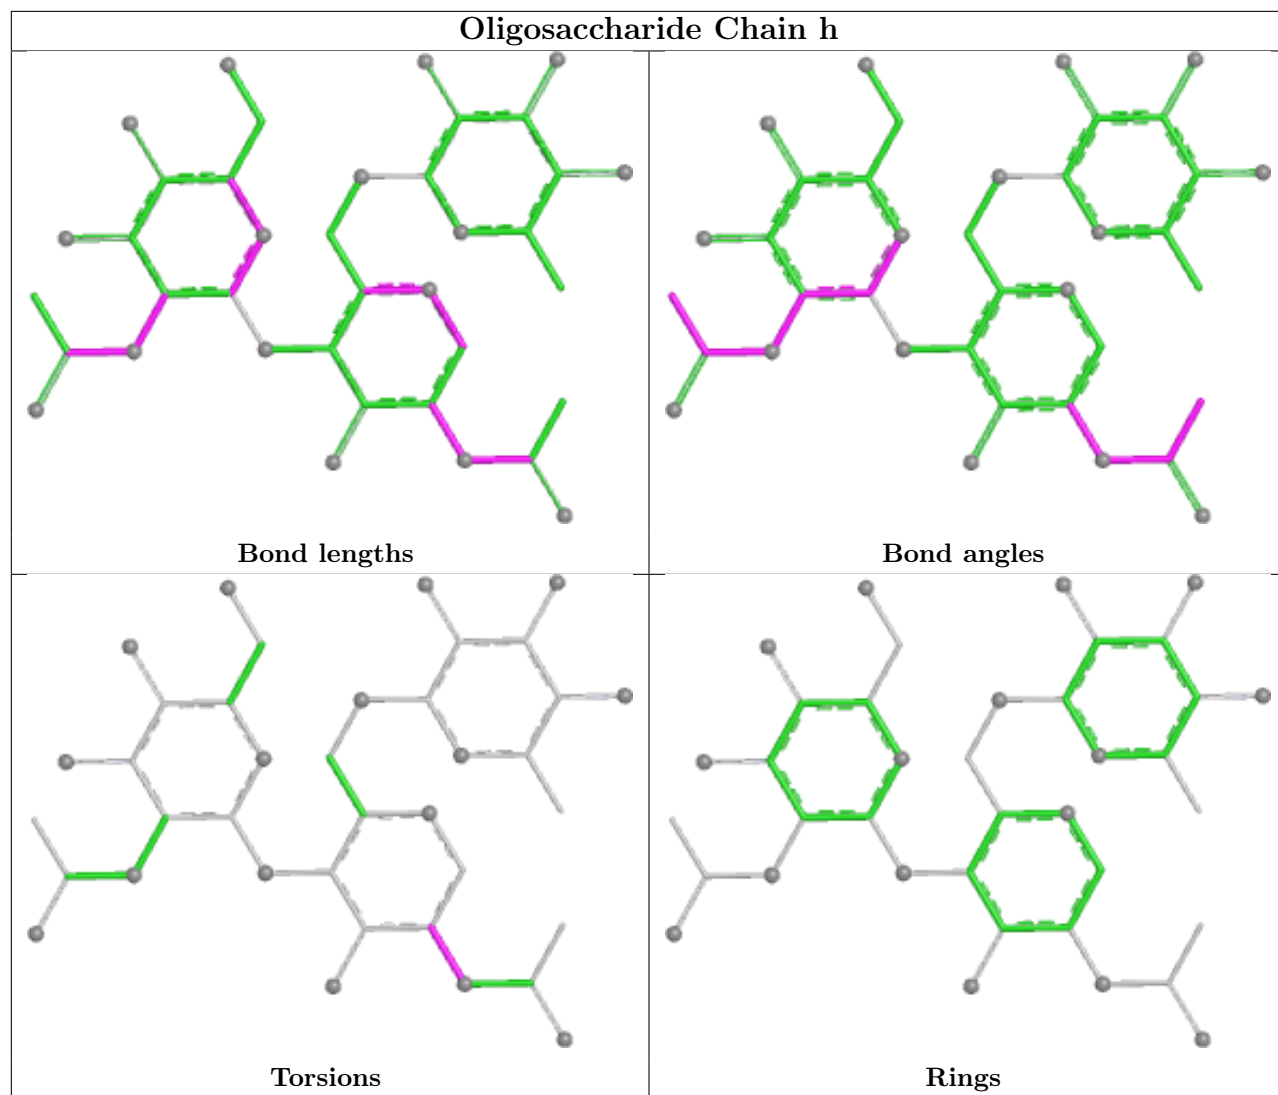 Oligosaccharide Chain h
Bond lengths
Bond angles
Torsions
Rings